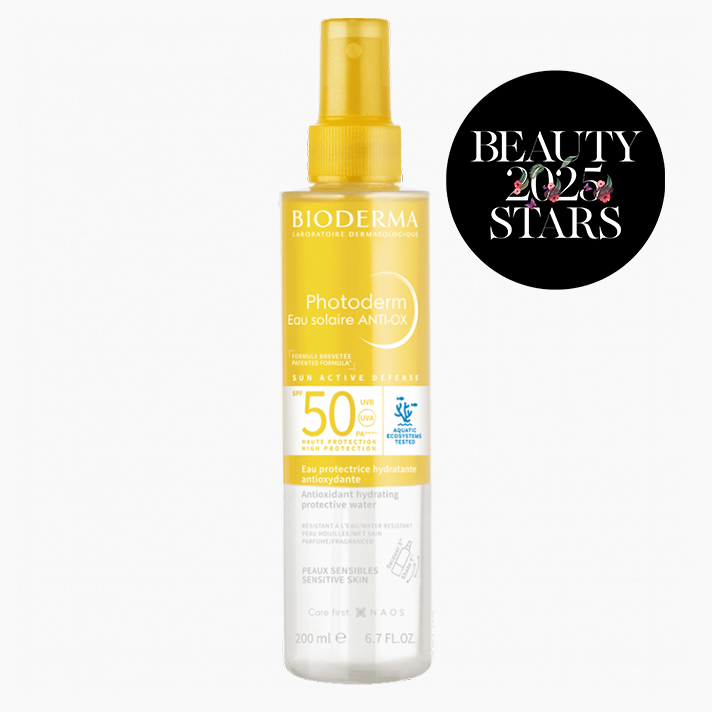 BIODERMA
LABORATOIRE DERMATOLOGIQUE
Photoderm
Eau solaire ANTI-OX
FORMULE BREVETÉE
PATENTED FORMULA*
SUN ACTIVE DEFENSE
SPF 50 UVB
UVA
PA++++
HAUTE PROTECTION
HIGH PROTECTION
AQUATIC
ECOSYSTEMS
TESTED
Eau protectrice hydratante
antioxydante
Antioxidant hydrating
protective water
RÉSISTANT À L'EAU/WATER RESISTANT
PEAU MOUILLÉE/WET SKIN
PARFUMÉ/FRAGRANCED
PEAUX SENSIBLES
SENSITIVE SKIN
Care first NAOS
200 ml e 6.7 FL.OZ.
BEAUTY
2025
STARS